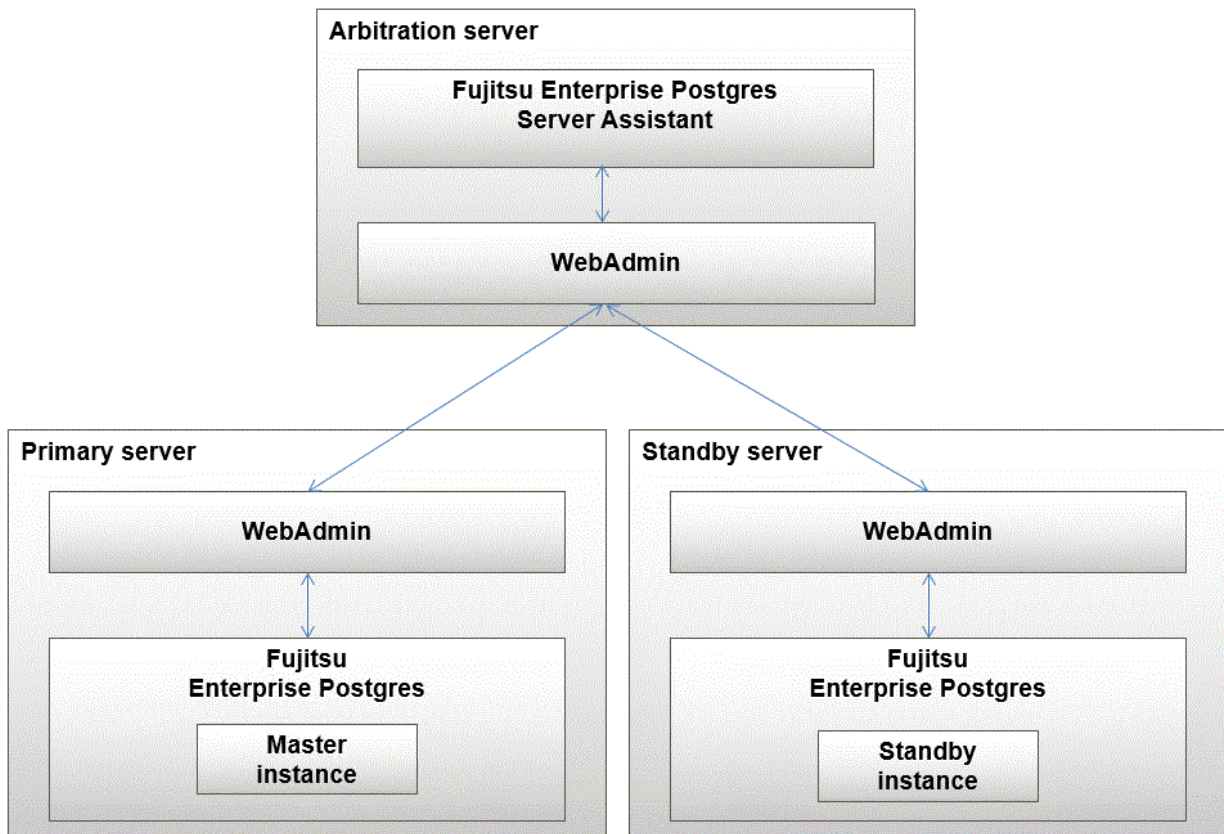 Arbitration server
Fujitsu Enterprise Postgres
Server Assistant
WebAdmin
Primary server
WebAdmin
Fujitsu
Enterprise Postgres
Master
instance
Standby server
WebAdmin
Fujitsu
Enterprise Postgres
Standby
instance